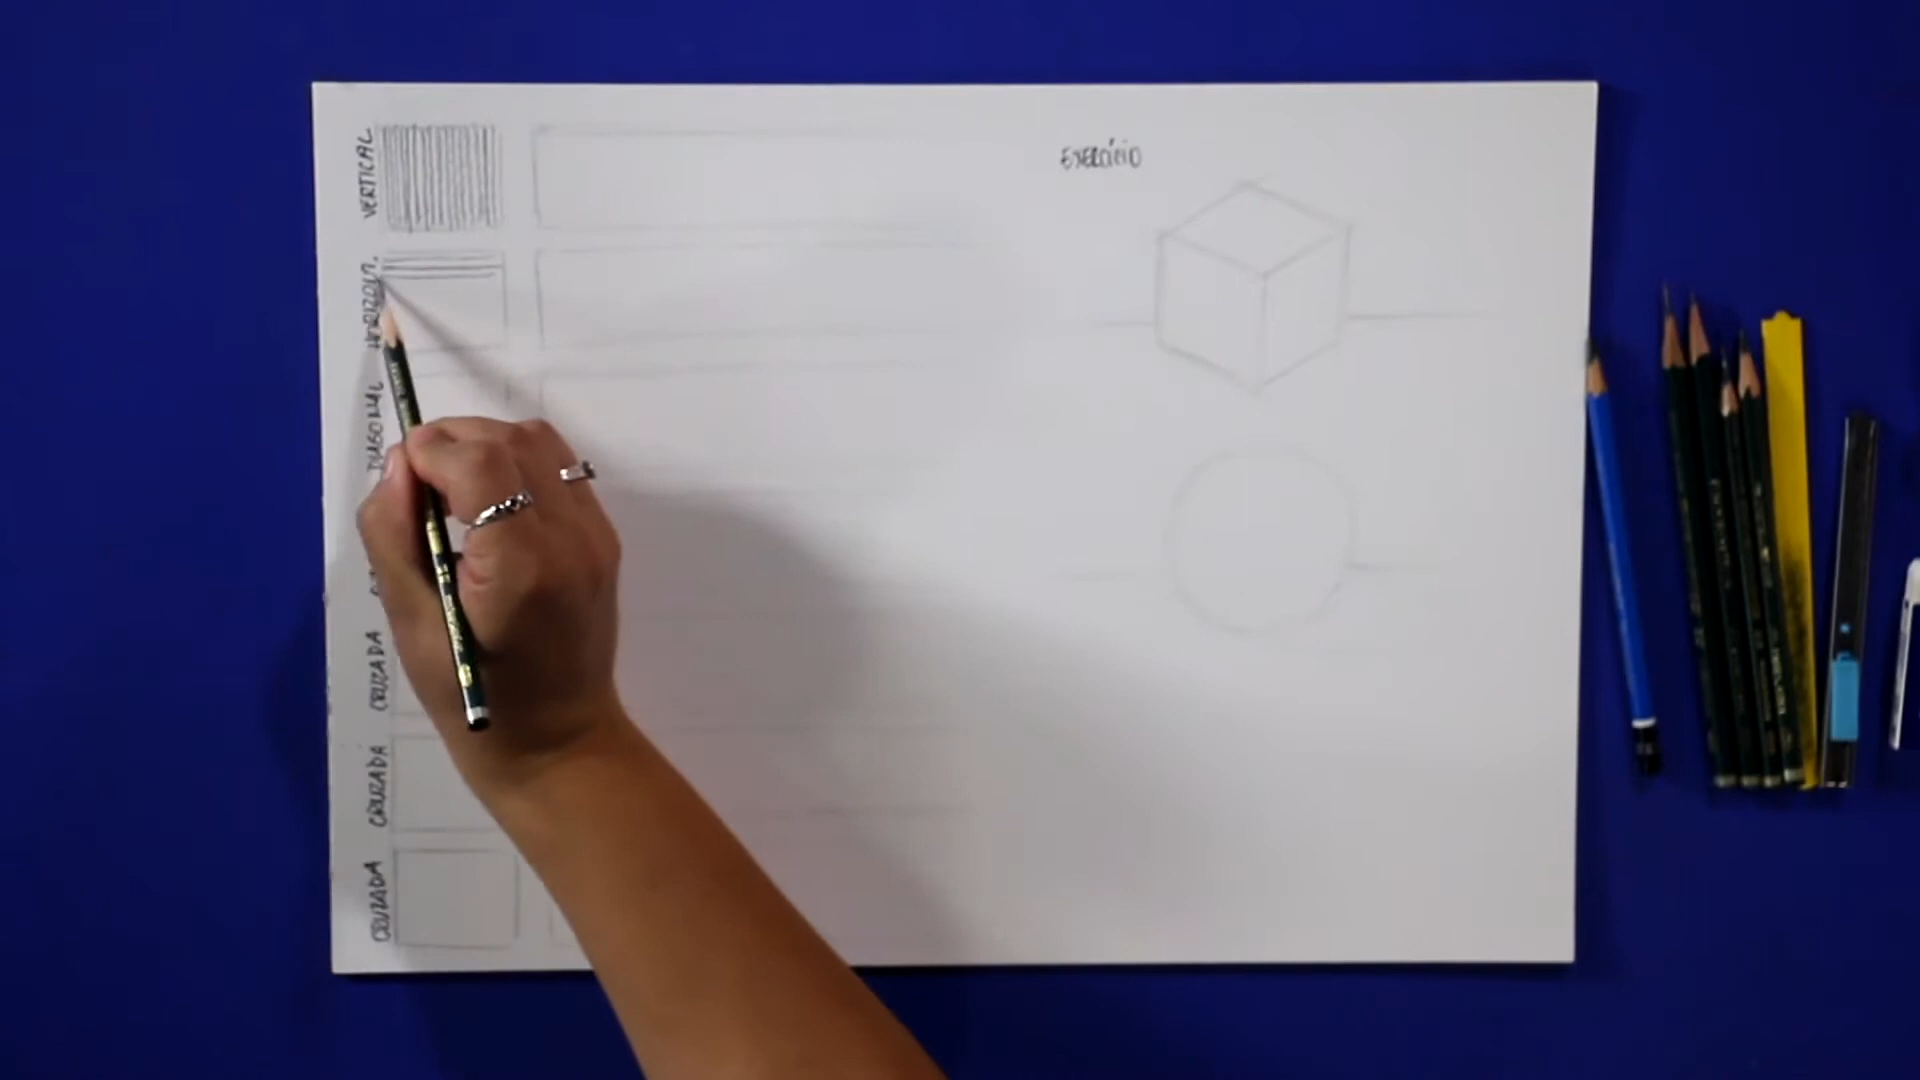 VERTICAL
EXERCÍCIO
HORIZONT.
DIAGONAL
CRUZADA
CRUZADA
CRUZADA